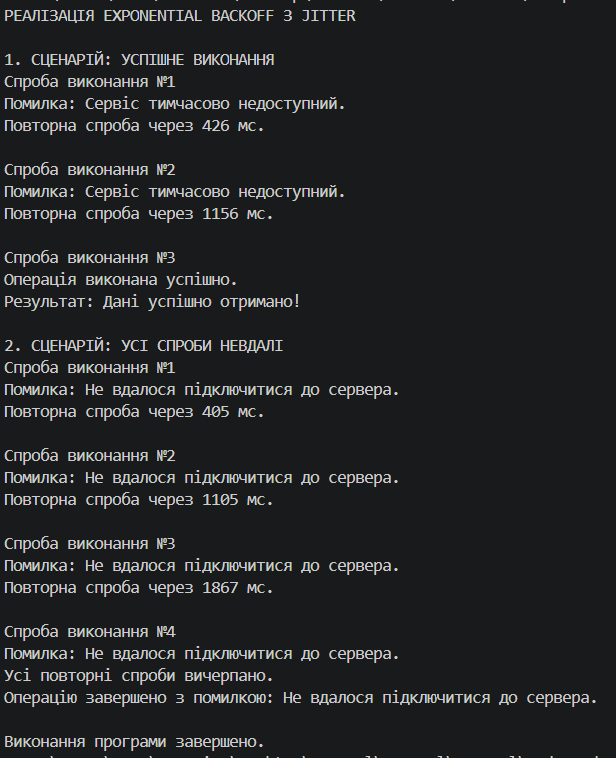 РЕАЛІЗАЦІЯ EXPONENTIAL BACKOFF З JITTER
1. СЦЕНАРІЙ: УСПІШНЕ ВИКОНАННЯ
Спроба виконання №1
Помилка: Сервіс тимчасово недоступний.
Повторна спроба через 426 мс.
Спроба виконання №2
Помилка: Сервіс тимчасово недоступний.
Повторна спроба через 1156 мс.
Спроба виконання №3
Операція виконана успішно.
Результат: Дані успішно отримано!
2. СЦЕНАРІЙ: УСІ СПРОБИ НЕВДАЛІ
Спроба виконання №1
Помилка: Не вдалося підключитися до сервера.
Повторна спроба через 405 мс.
Спроба виконання №2
Помилка: Не вдалося підключитися до сервера.
Повторна спроба через 1105 мс.
Спроба виконання №3
Помилка: Не вдалося підключитися до сервера.
Повторна спроба через 1867 мс.
Спроба виконання №4
Помилка: Не вдалося підключитися до сервера.
Усі повторні спроби вичерпано.
Операцію завершено з помилкою: Не вдалося підключитися до сервера.
Виконання програми завершено.